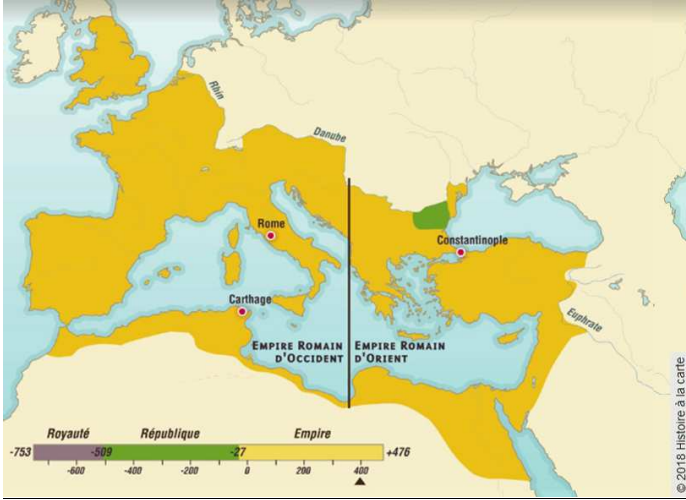 Rhin
Danube
Rome
Constantinople
Carthage
Euphrate
EMPIRE ROMAIN
D'OCCIDENT
EMPIRE ROMAIN
D'ORIENT
Royauté République Empire
-753 -509 -27 +476
-600 -400 -200 0 200 400
© 2018 Histoire à la carte